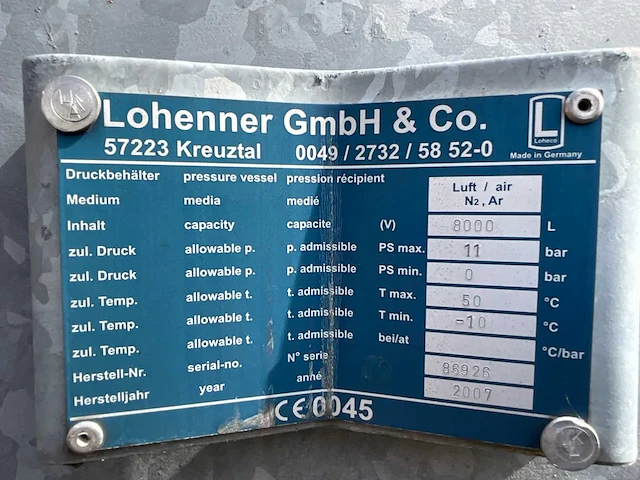 Lohenner GmbH & Co.
57223 Kreuztal 0049 / 2732 / 58 52-0
L
Loheco
Made in Germany
Druckbehälter pressure vessel pression récipient Luft / air
Medium media medié N2, Ar
Inhalt capacity capacite (V) 8000 L
zul. Druck allowable p. p. admissible PS max. 11 bar
zul. Druck allowable p. p. admissible PS min. 0 bar
zul. Temp. allowable t. t. admissible T max. 50 °C
zul. Temp. allowable t. t. admissible T min. -10 °C
zul. Temp. allowable t. t. admissible bei/at °C/bar
Herstell-Nr. serial-no. N° serie 86926
Herstelljahr year anné 2007
CE 0045